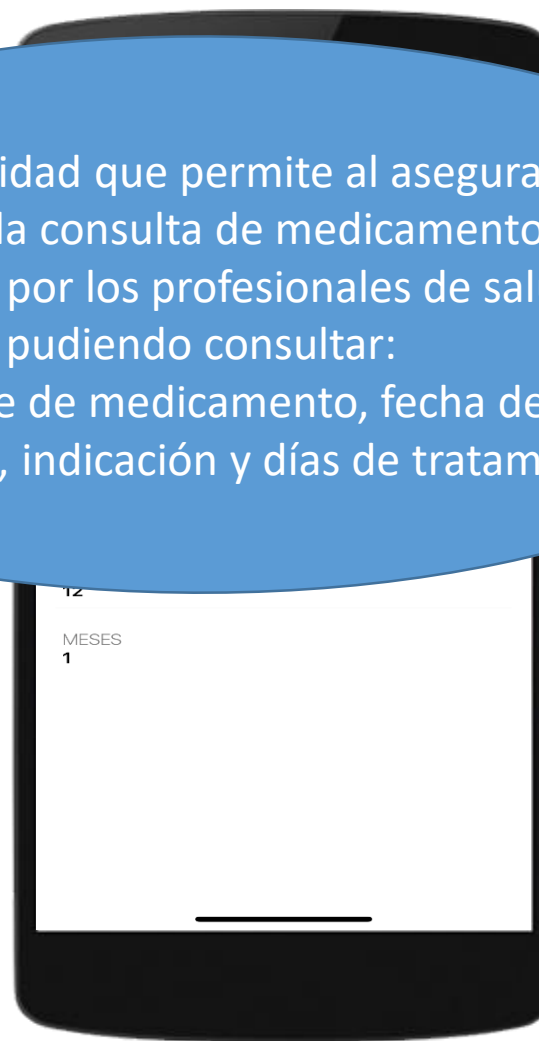 idad que permite al asegura
la consulta de medicamento
por los profesionales de sal
pudiendo consultar:
e de medicamento, fecha de
, indicación y días de tratam
12
MESES
1